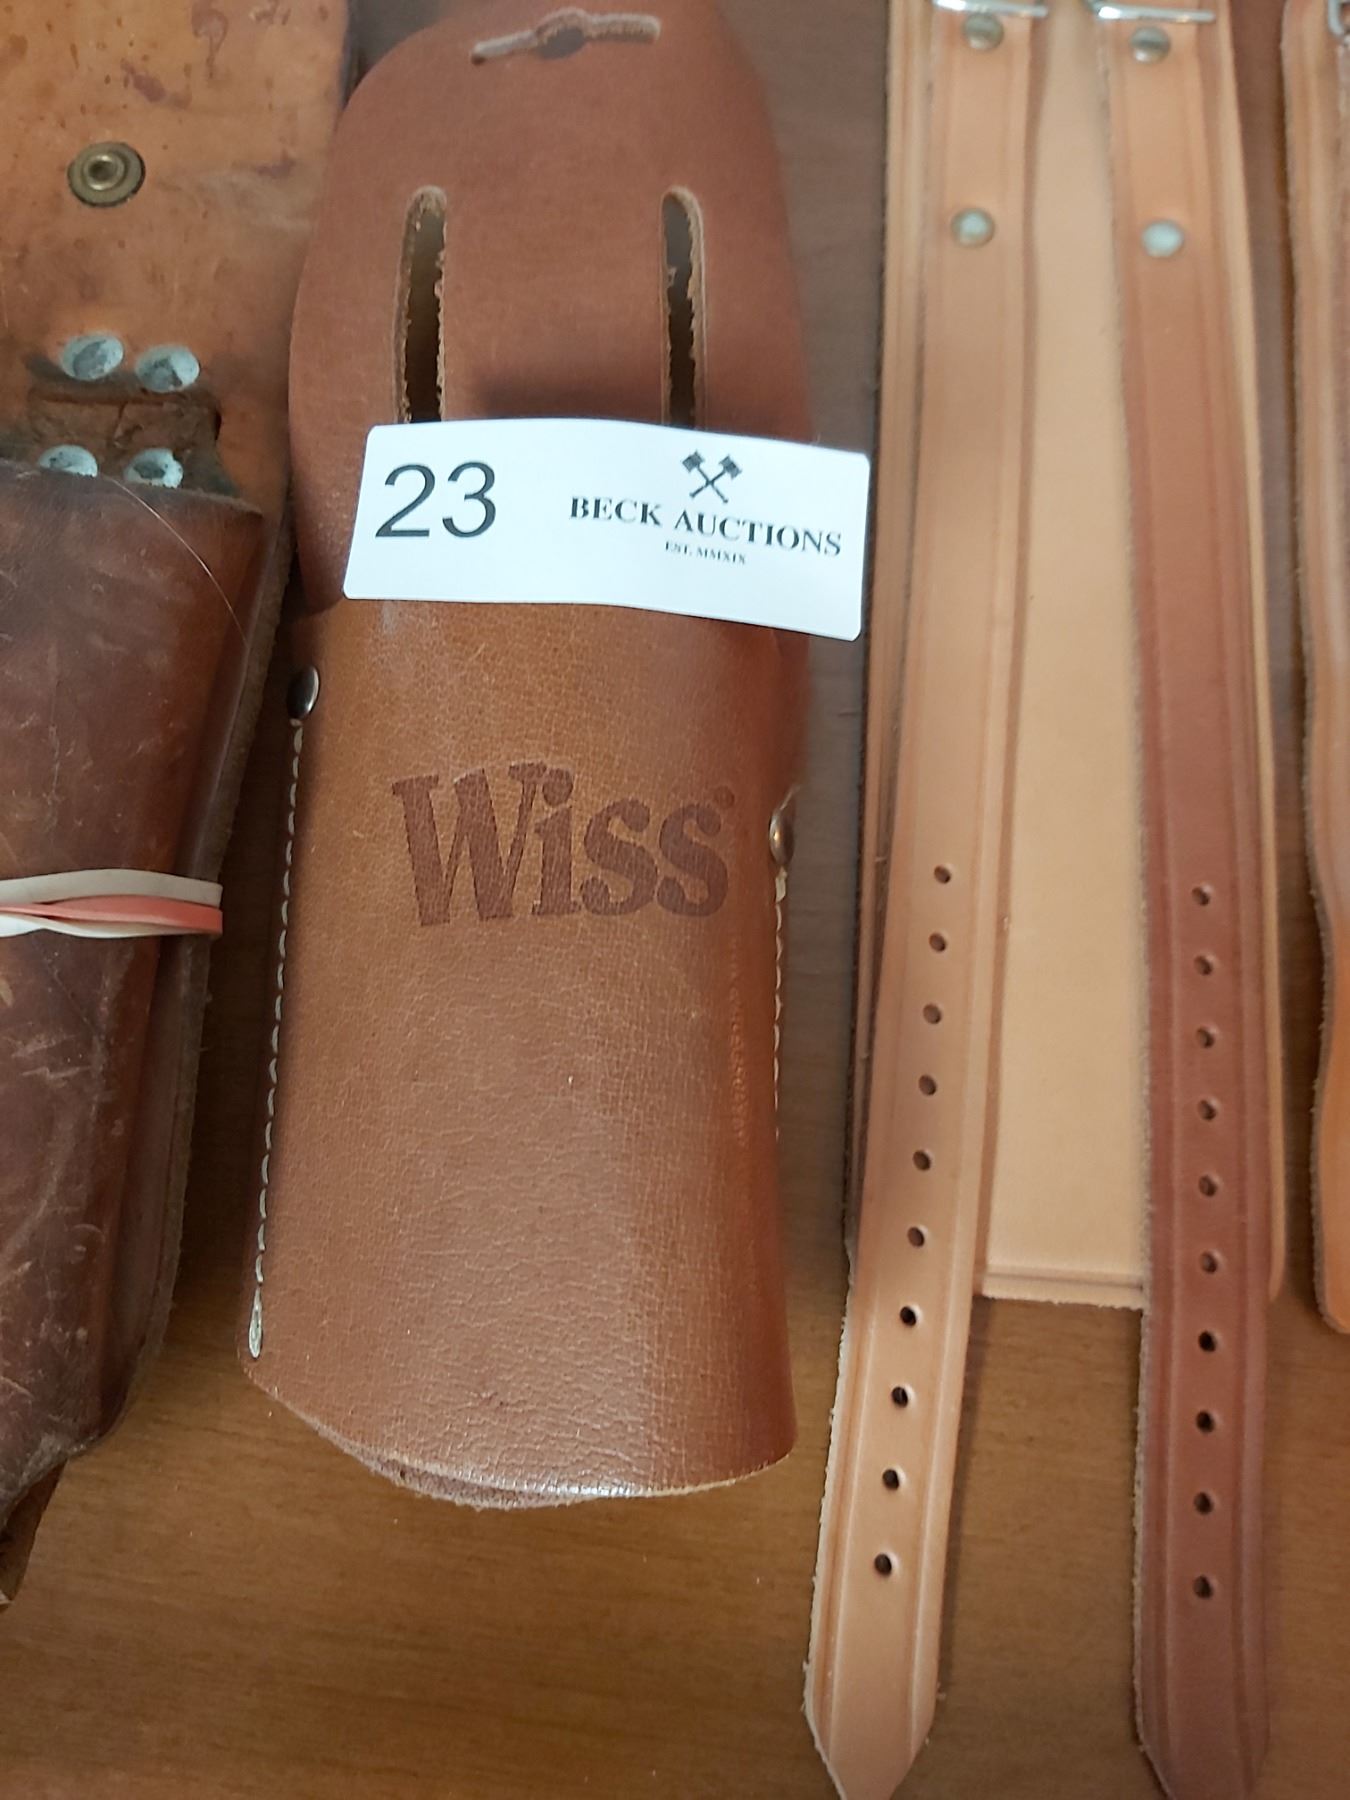 23
BECK AUCTIONS
EST. MMXIX
Wiss®